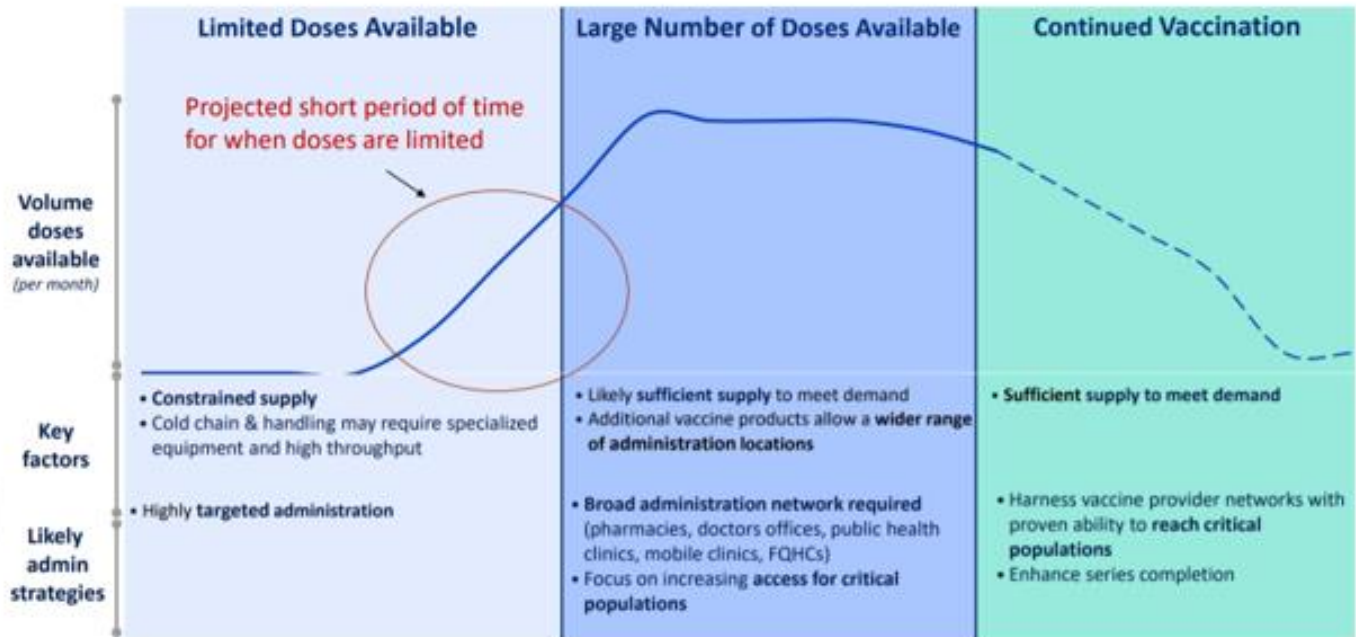 Limited Doses Available
Large Number of Doses Available
Continued Vaccination
Projected short period of time
for when doses are limited
Volume
doses
available
(per month)
Key
factors
• Constrained supply
• Cold chain & handling may require specialized
equipment and high throughput
• Likely sufficient supply to meet demand
• Additional vaccine products allow a wider range
of administration locations
• Sufficient supply to meet demand
Likely
admin
strategies
• Highly targeted administration
• Broad administration network required
(pharmacies, doctors offices, public health
clinics, mobile clinics, FQHCs)
• Focus on increasing access for critical
populations
• Harness vaccine provider networks with
proven ability to reach critical
populations
• Enhance series completion